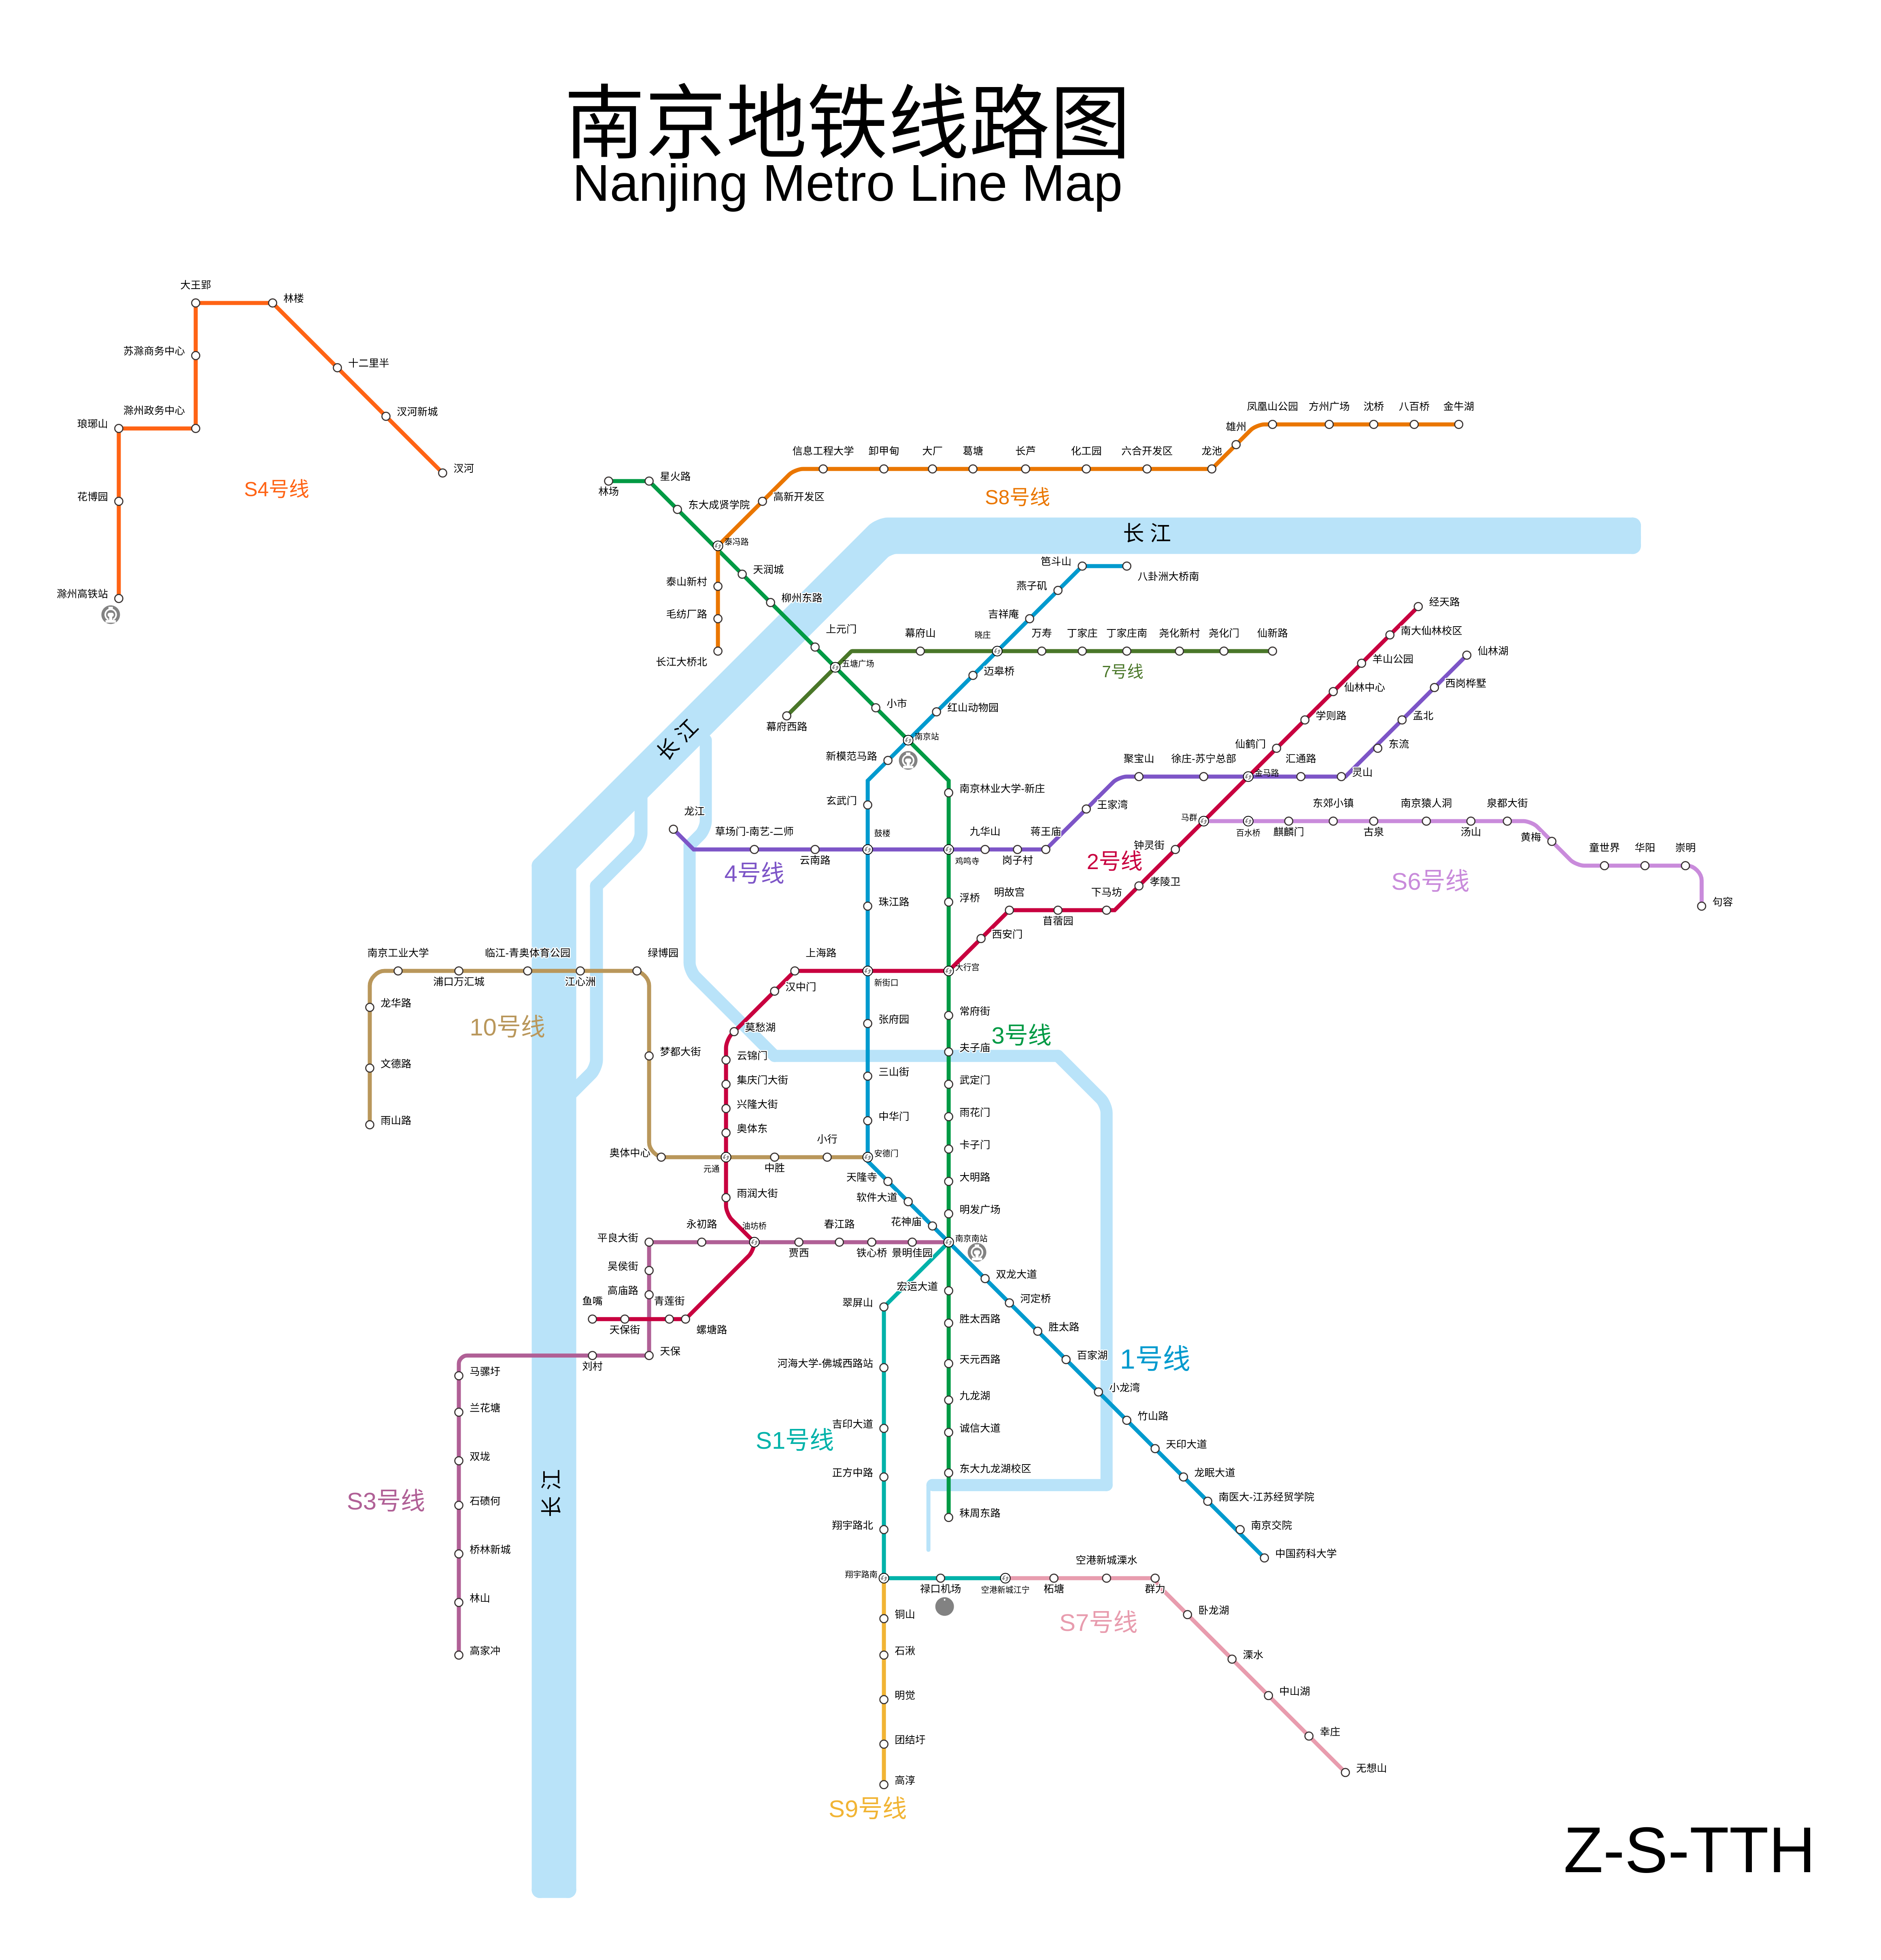 南京地铁线路图
Nanjing Metro Line Map
大王郢
林楼
苏滁商务中心
十二里半
滁州政务中心
汊河新城
琅琊山
汊河
S4号线
花博园
滁州高铁站
凤凰山公园
方州广场
沈桥
八百桥
金牛湖
雄州
信息工程大学
卸甲甸
大厂
葛塘
长芦
化工园
六合开发区
龙池
S8号线
高新开发区
泰冯路
泰山新村
毛纺厂路
长江大桥北
林场
星火路
东大成贤学院
天润城
柳州东路
上元门
五塘广场
小市
南京站
长 江
笆斗山
八卦洲大桥南
燕子矶
吉祥庵
晓庄
迈皋桥
红山动物园
新模范马路
玄武门
幕府山
万寿
丁家庄
丁家庄南
尧化新村
尧化门
仙新路
7号线
幕府西路
长 江
经天路
南大仙林校区
羊山公园
仙林中心
学则路
仙鹤门
金马路
马群
钟灵街
2号线
孝陵卫
下马坊
苜蓿园
明故宫
西安门
大行宫
仙林湖
西岗桦墅
孟北
东流
灵山
汇通路
徐庄-苏宁总部
聚宝山
王家湾
蒋王庙
岗子村
九华山
鸡鸣寺
鼓楼
云南路
草场门-南艺-二师
龙江
4号线
百水桥
麒麟门
东郊小镇
古泉
南京猿人洞
汤山
泉都大街
黄梅
童世界
华阳
崇明
句容
S6号线
南京林业大学-新庄
浮桥
珠江路
新街口
上海路
汉中门
莫愁湖
云锦门
集庆门大街
兴隆大街
奥体东
元通
雨润大街
油坊桥
南京工业大学
浦口万汇城
临江-青奥体育公园
江心洲
绿博园
龙华路
10号线
文德路
雨山路
梦都大街
奥体中心
中胜
小行
安德门
张府园
三山街
中华门
天隆寺
软件大道
花神庙
南京南站
常府街
3号线
夫子庙
武定门
雨花门
卡子门
大明路
明发广场
平良大街
永初路
贾西
春江路
铁心桥
景明佳园
吴侯街
高庙路
鱼嘴
天保街
青莲街
螺塘路
天保
刘村
马骡圩
兰花塘
双垅
石碛何
桥林新城
林山
高家冲
S3号线
长 江
宏运大道
胜太西路
天元西路
九龙湖
诚信大道
东大九龙湖校区
秣周东路
翠屏山
河海大学-佛城西路站
吉印大道
S1号线
正方中路
翔宇路北
翔宇路南
禄口机场
空港新城江宁
双龙大道
河定桥
胜太路
百家湖
1号线
小龙湾
竹山路
天印大道
龙眠大道
南医大-江苏经贸学院
南京交院
中国药科大学
柘塘
空港新城溧水
群力
S7号线
卧龙湖
溧水
中山湖
幸庄
无想山
铜山
石湫
明觉
团结圩
高淳
S9号线
Z-S-TTH